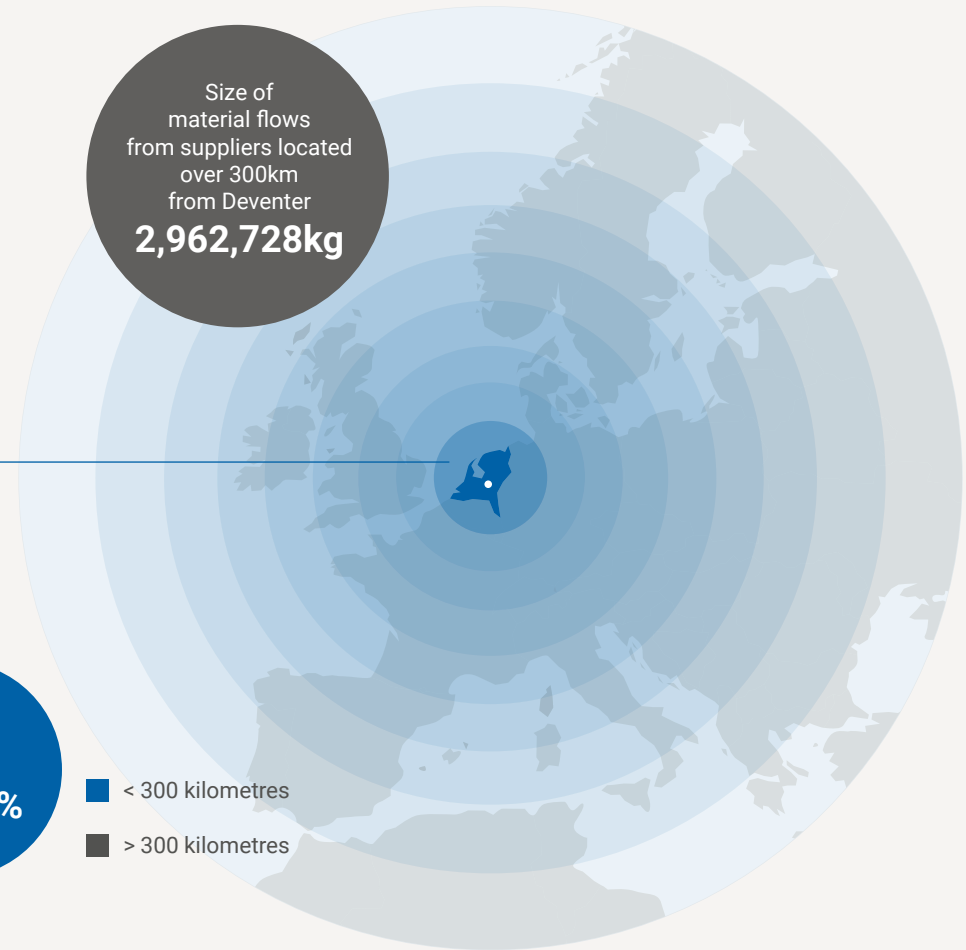 Size of
material flows
from suppliers located
over 300km
from Deventer
2,962,728kg
%
< 300 kilometres
> 300 kilometres